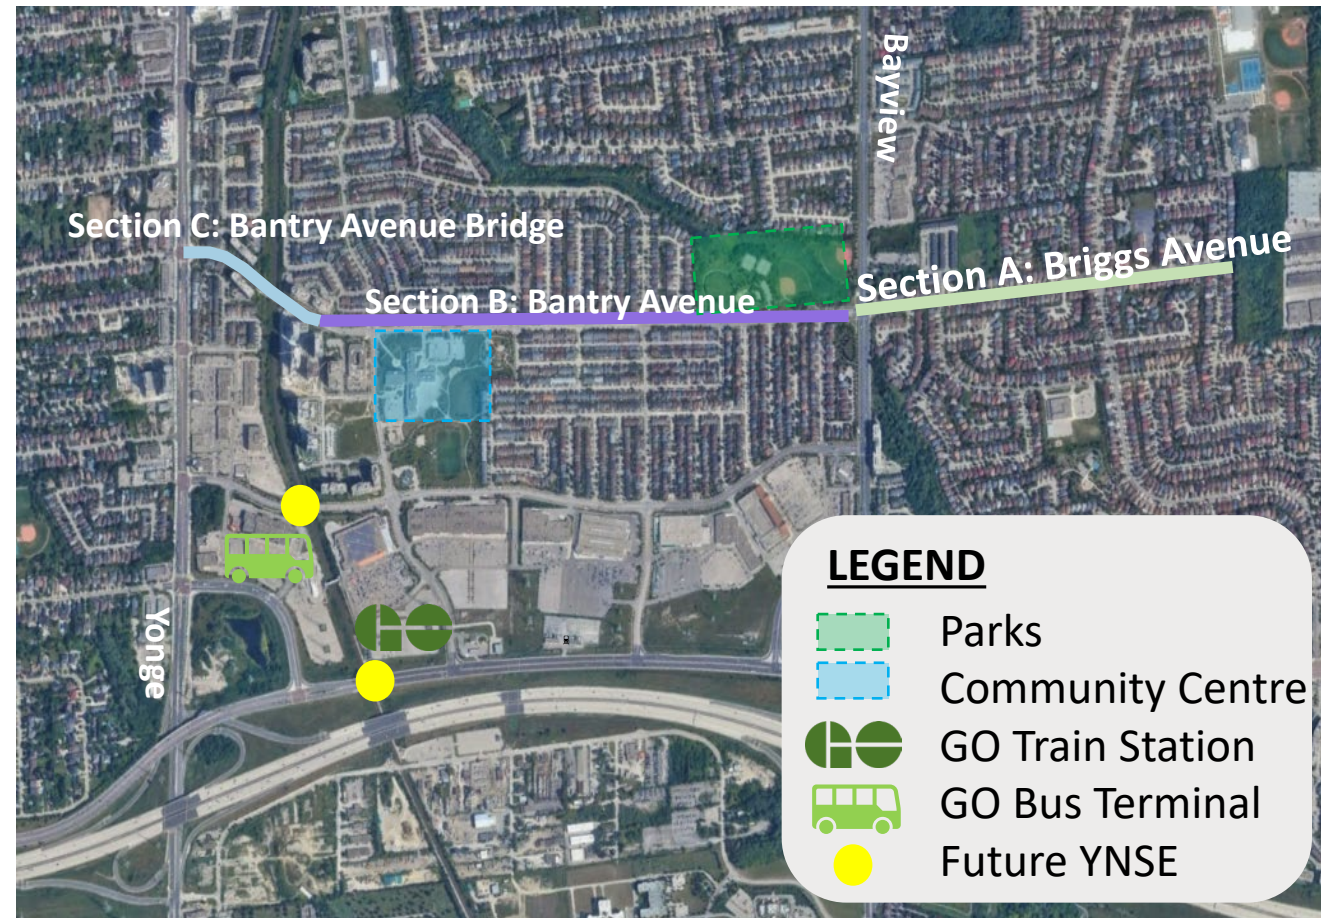 Bayview
Section C: Bantry Avenue Bridge
Section A: Briggs Avenue
Section B: Bantry Avenue
Yonge
LEGEND
Parks
Community Centre
GO Train Station
GO Bus Terminal
Future YNSE